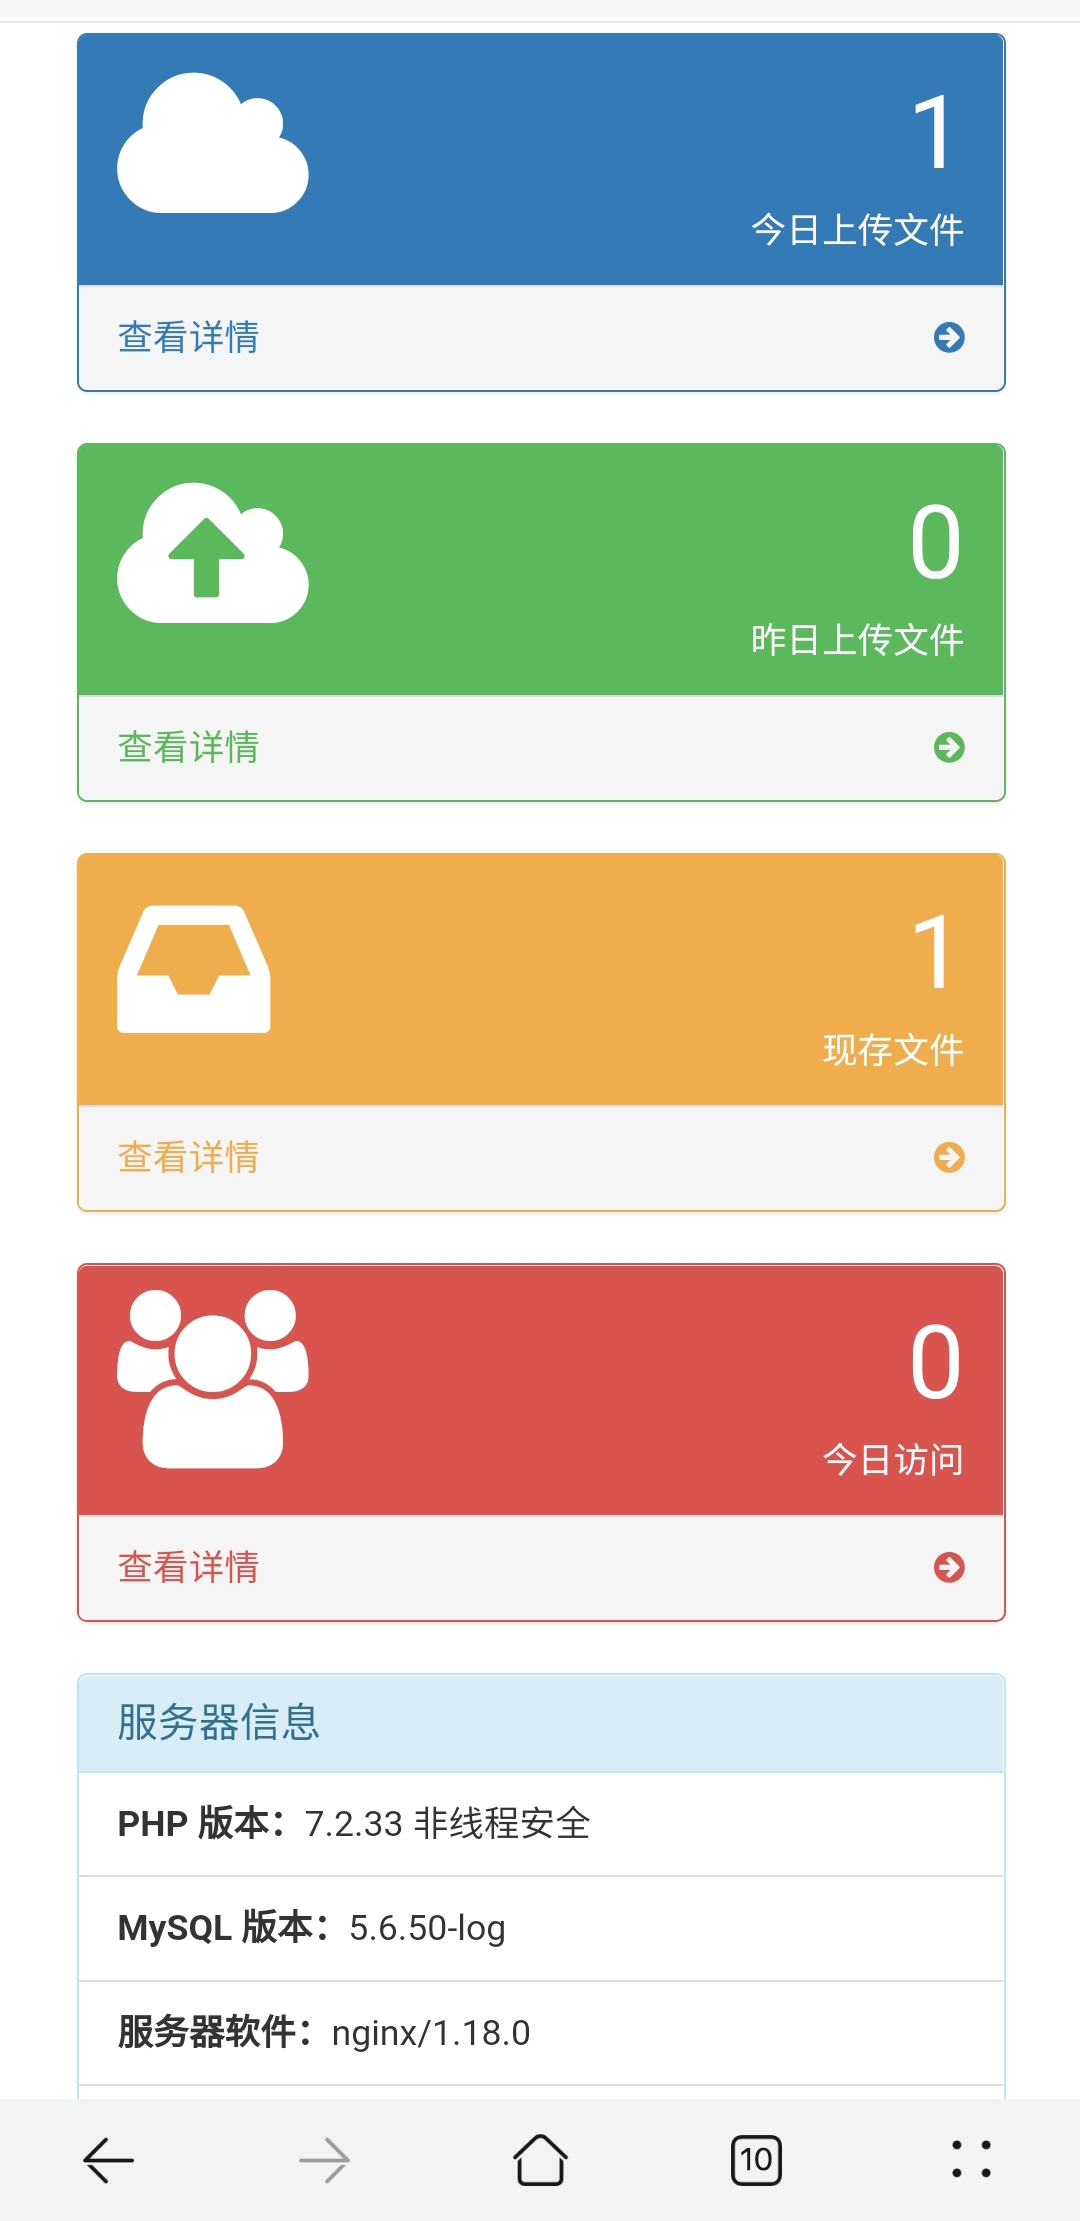 1
今日上传文件
查看详情
0
昨日上传文件
查看详情
1
现存文件
查看详情
0
今日访问
查看详情
服务器信息
PHP 版本：7.2.33 非线程安全
MySQL 版本：5.6.50-log
服务器软件：nginx/1.18.0
10